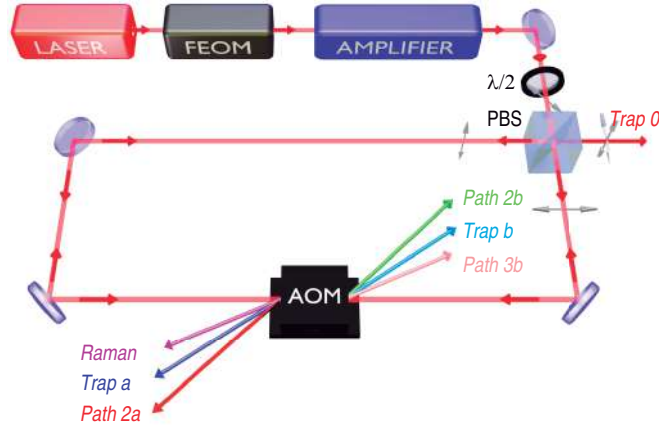 LASER
FEOM
AMPLIFIER
λ/2
PBS
Trap 0
Path 2b
Trap b
Path 3b
AOM
Raman
Trap a
Path 2a